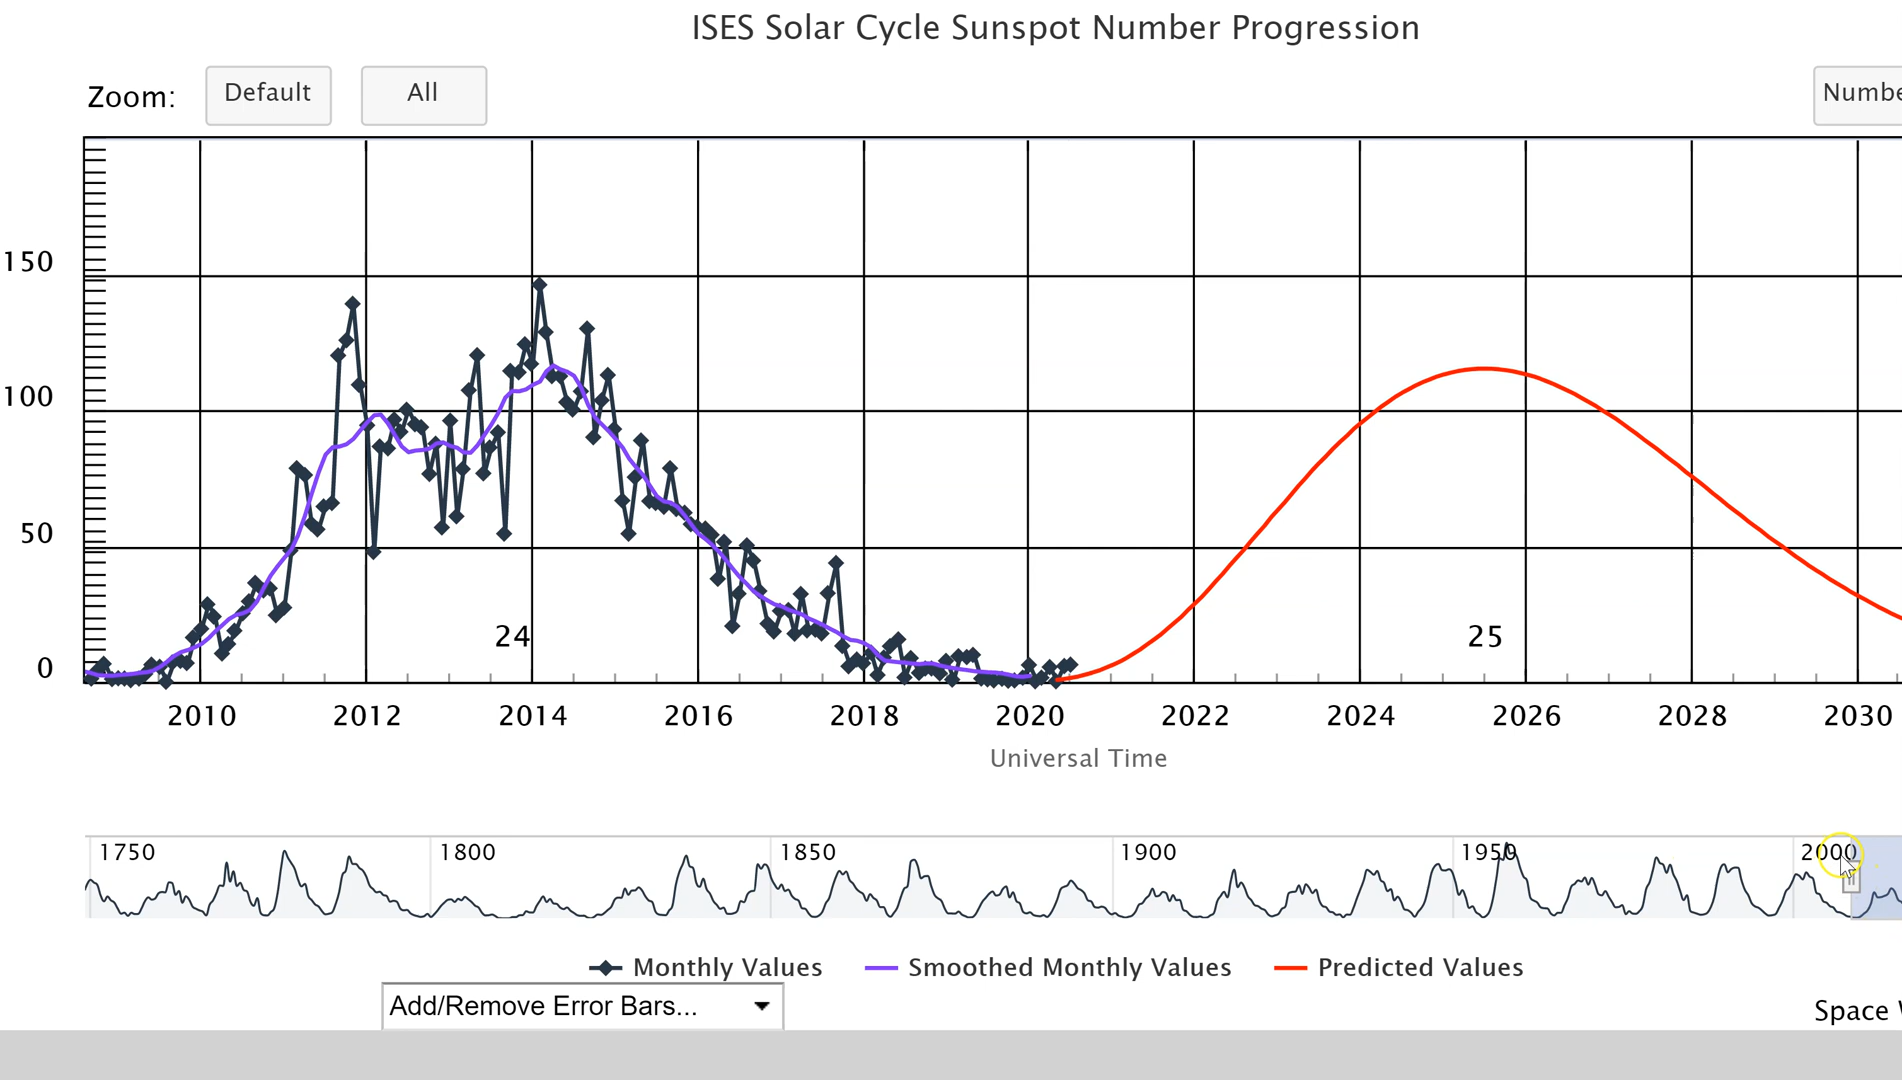 ISES Solar Cycle Sunspot Number Progression
Zoom: Default All Numbe
150
100
50
0
24
25
2010 2012 2014 2016 2018 2020 2022 2024 2026 2028 2030
Universal Time
1750 1800 1850 1900 1950 2000
Monthly Values Smoothed Monthly Values Predicted Values
Add/Remove Error Bars...
Space